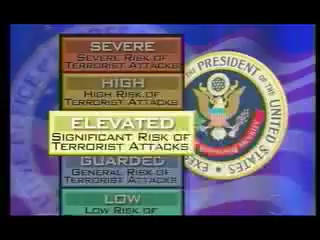 SEVERE
SEVERE RISK OF
TERRORIST ATTACKS
HIGH
HIGH RISK OF
TERRORIST ATTACKS
ELEVATED
SIGNIFICANT RISK OF
TERRORIST ATTACKS
GUARDED
GENERAL RISK OF
TERRORIST ATTACKS
LOW
LOW RISK OF
THE PRESIDENT OF THE UNITED STATES